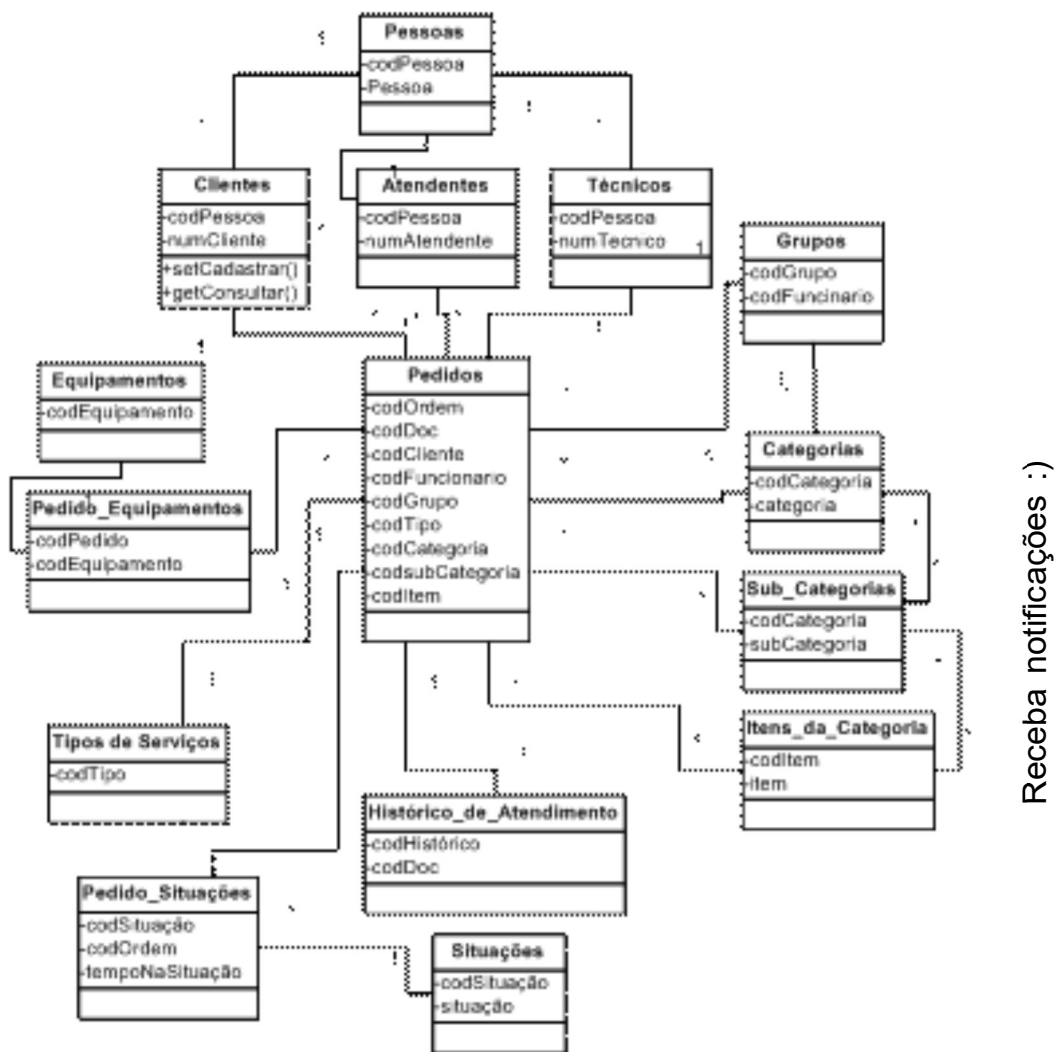 Pessoas
-codPessoa
-Pessoa
Clientes
-codPessoa
-numCliente
+setCadastrar()
+getConsultar()
Atendentes
-codPessoa
-numAtendente
Técnicos
-codPessoa
-numTecnico
1
Grupos
-codGrupo
-codFuncinario
Equipamentos
-codEquipamento
Pedido_Equipamentos
-codPedido
-codEquipamento
Pedidos
-codOrdem
-codDoc
-codCliente
-codFuncionario
-codGrupo
-codTipo
-codCategoria
-codsubCategoria
-codItem
Categorias
-codCategoria
-categoria
Sub_Categorias
-codCategoria
-subCategoria
Itens_da_Categoria
-codItem
-item
Tipos de Serviços
-codTipo
Histórico_de_Atendimento
-codHistórico
-codDoc
Pedido_Situações
-codSituação
-codOrdem
-tempoNaSituação
Situações
-codSituação
-situação
Receba notificações :)